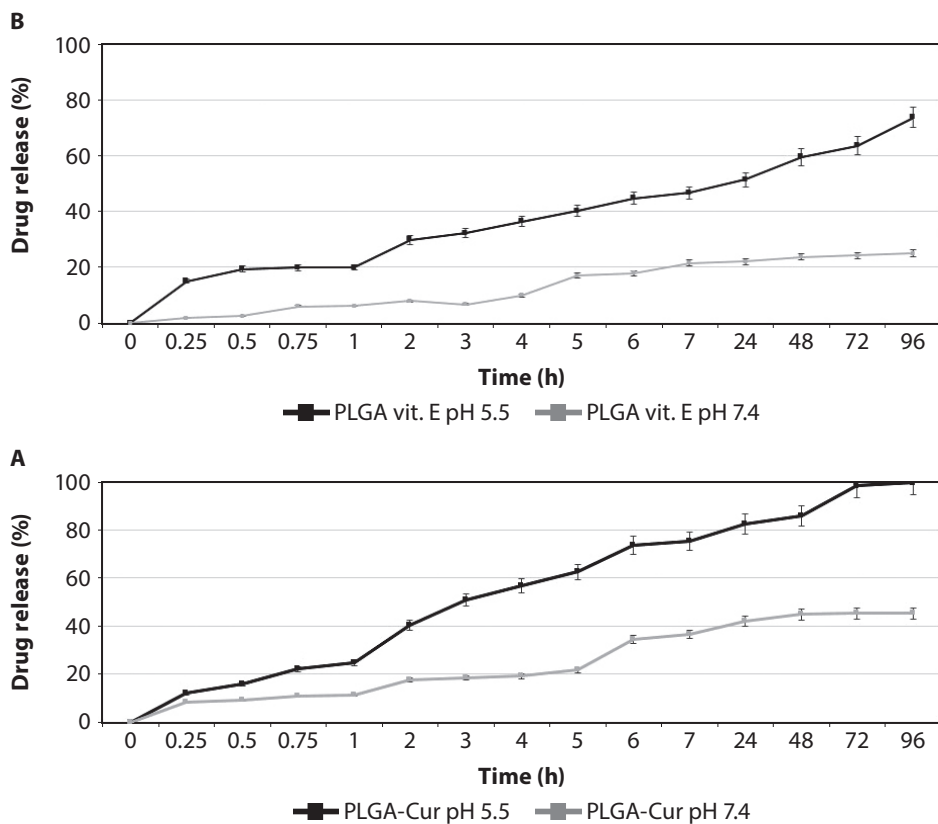 B
Drug release (%)
100
80
60
40
20
0
0 0.25 0.5 0.75 1 2 3 4 5 6 7 24 48 72 96
Time (h)
PLGA vit. E pH 5.5 PLGA vit. E pH 7.4
A
Drug release (%)
100
80
60
40
20
0
0 0.25 0.5 0.75 1 2 3 4 5 6 7 24 48 72 96
Time (h)
PLGA-Cur pH 5.5 PLGA-Cur pH 7.4